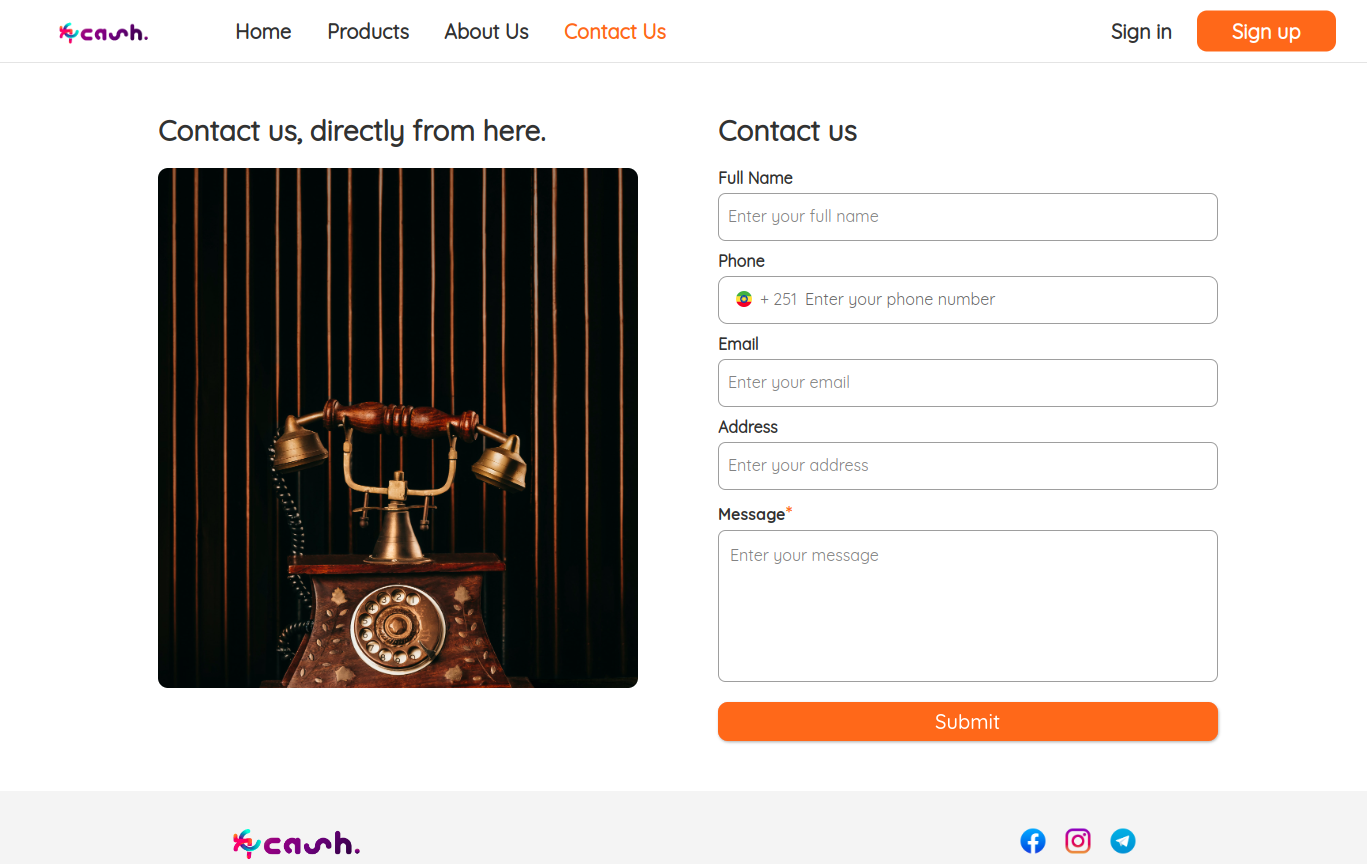 cash.
Home
Products
About Us
Contact Us
Sign in
Sign up
Contact us, directly from here.
Contact us
Full Name
Enter your full name
Phone
+ 251 Enter your phone number
Email
Enter your email
Address
Enter your address
Message*
Enter your message
Submit
cash.